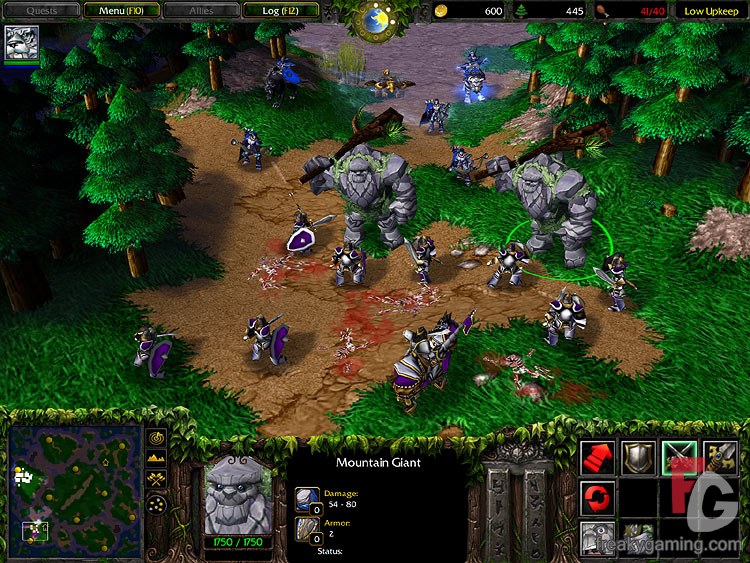 Quests Menu (F10) Allies Log (F12) 600 445 41/40 Low Upkeep
Mountain Giant
Damage:
54 - 80
0
Armor:
2
0
Status:
1750 / 1750
FG
freakygaming.com